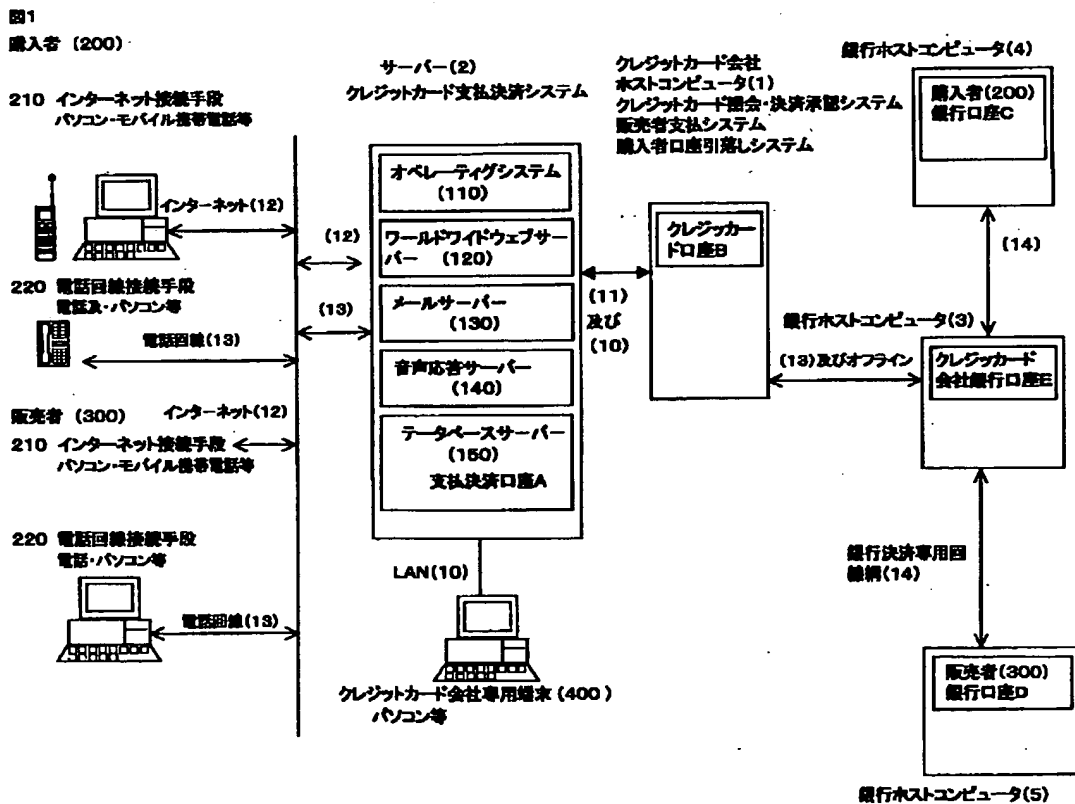 図1
購入者 (200)
210 インターネット接続手段
パソコン・モバイル携帯電話等
インターネット(12)
220 電話回線接続手段
電話及・パソコン等
電話回線(13)
販売者 (300)
インターネット(12)
210 インターネット接続手段
パソコン・モバイル携帯電話等
220 電話回線接続手段
電話・パソコン等
電話回線(13)
サーバー(2)
クレジットカード支払決済システム
(12)
(13)
オペレーティグシステム
(110)
ワールドワイドウェブサー
バー (120)
メールサーバー
(130)
音声応答サーバー
(140)
データベースサーバー
(150)
支払決済口座A
LAN(10)
クレジットカード会社専用端末(400)
パソコン等
クレジットカード会社
ホストコンピュータ(1)
クレジットカード照会・決済承認システム
販売者支払システム
購入者口座引落しシステム
(11)
及び
(10)
クレジッカー
ド口座B
(13)及びオフライン
銀行ホストコンピュータ(4)
購入者(200)
銀行口座C
(14)
銀行ホストコンピュータ(3)
クレジッカード
会社銀行口座E
銀行決済専用回
線網(14)
販売者(300)
銀行口座D
銀行ホストコンピュータ(5)